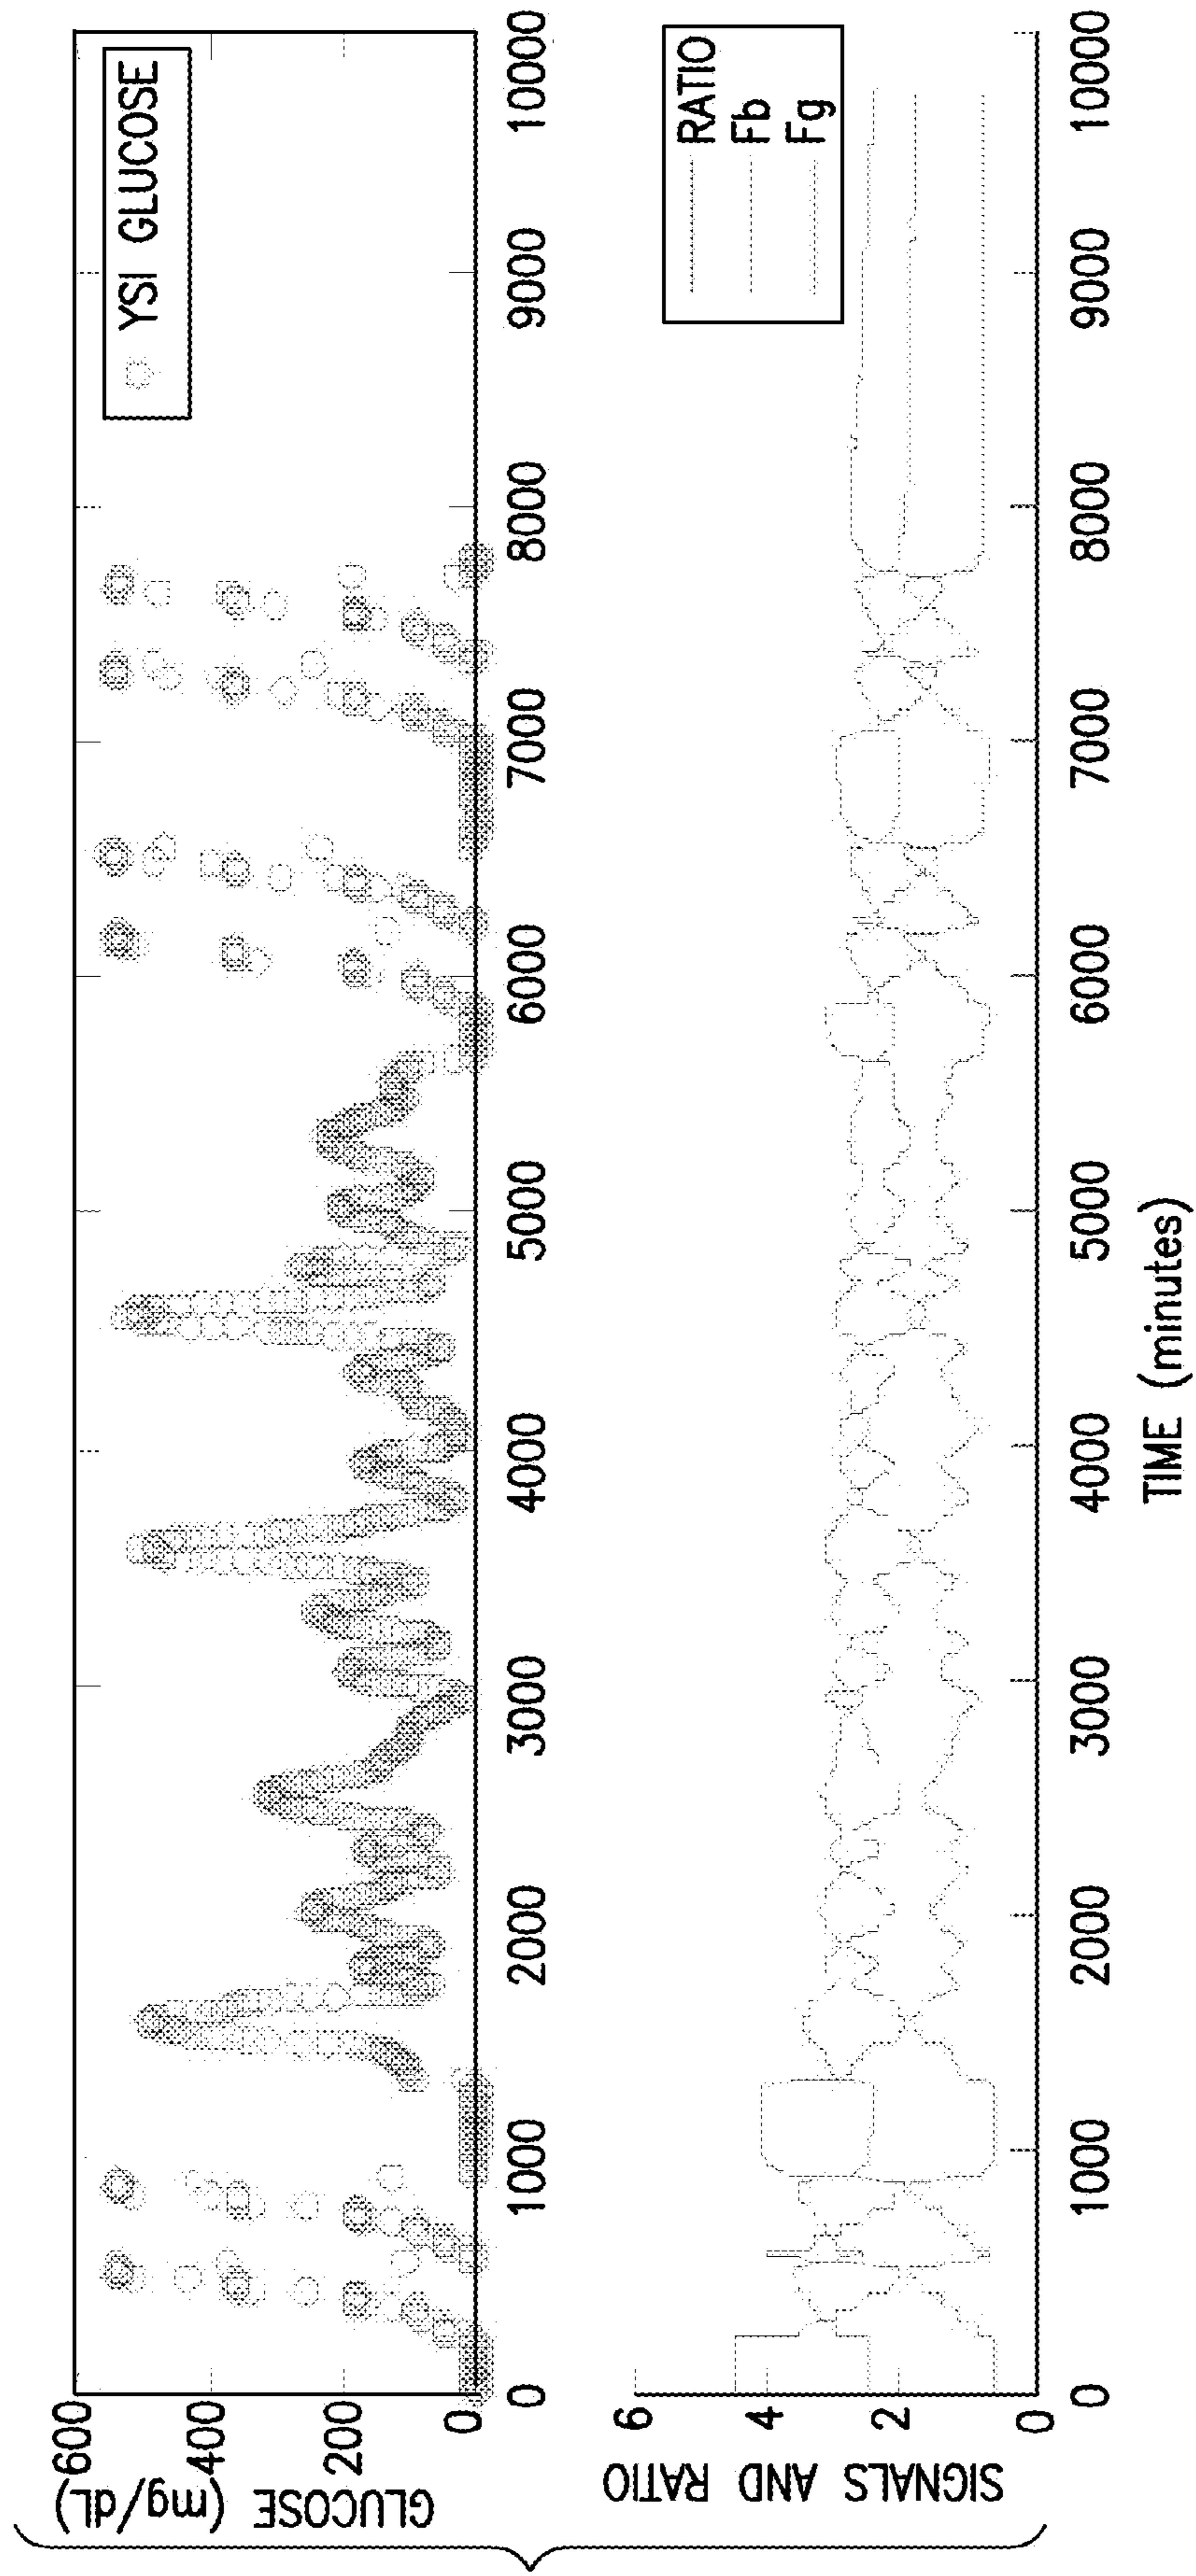 GLUCOSE (mg/dL)
600
400
200
0
YSI GLUCOSE
0 1000 2000 3000 4000 5000 6000 7000 8000 9000 10000
SIGNALS AND RATIO
6
4
2
0
RATIO
Fb
Fg
0 1000 2000 3000 4000 5000 6000 7000 8000 9000 10000
TIME (minutes)